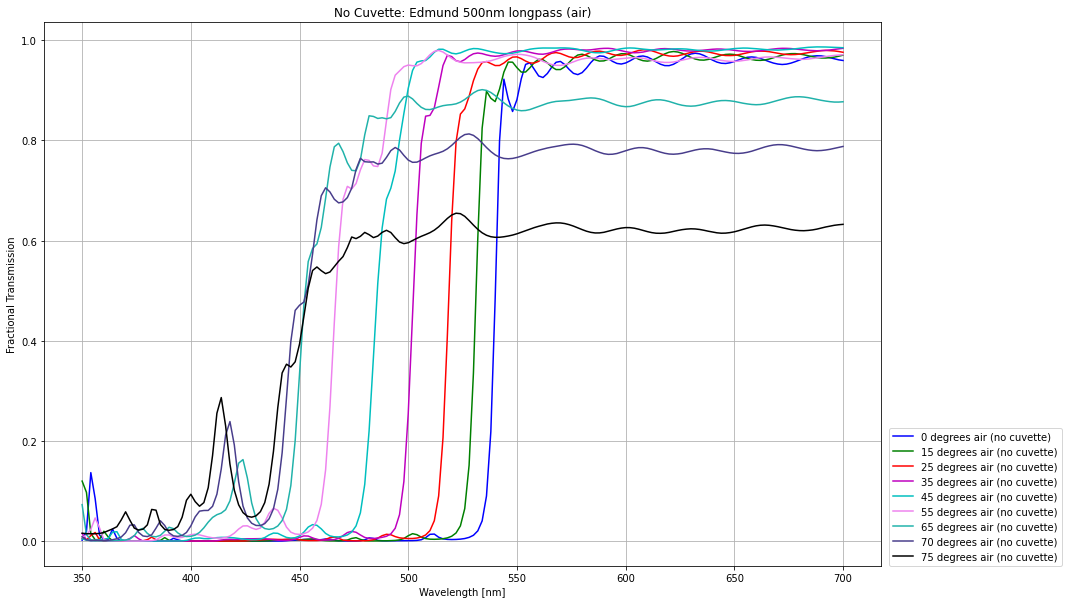 No Cuvette: Edmund 500nm longpass (air)
1.0
0.8
0.6
0.4
0.2
0.0
Fractional Transmission
350 400 450 500 550 600 650 700
Wavelength [nm]
0 degrees air (no cuvette)
15 degrees air (no cuvette)
25 degrees air (no cuvette)
35 degrees air (no cuvette)
45 degrees air (no cuvette)
55 degrees air (no cuvette)
65 degrees air (no cuvette)
70 degrees air (no cuvette)
75 degrees air (no cuvette)